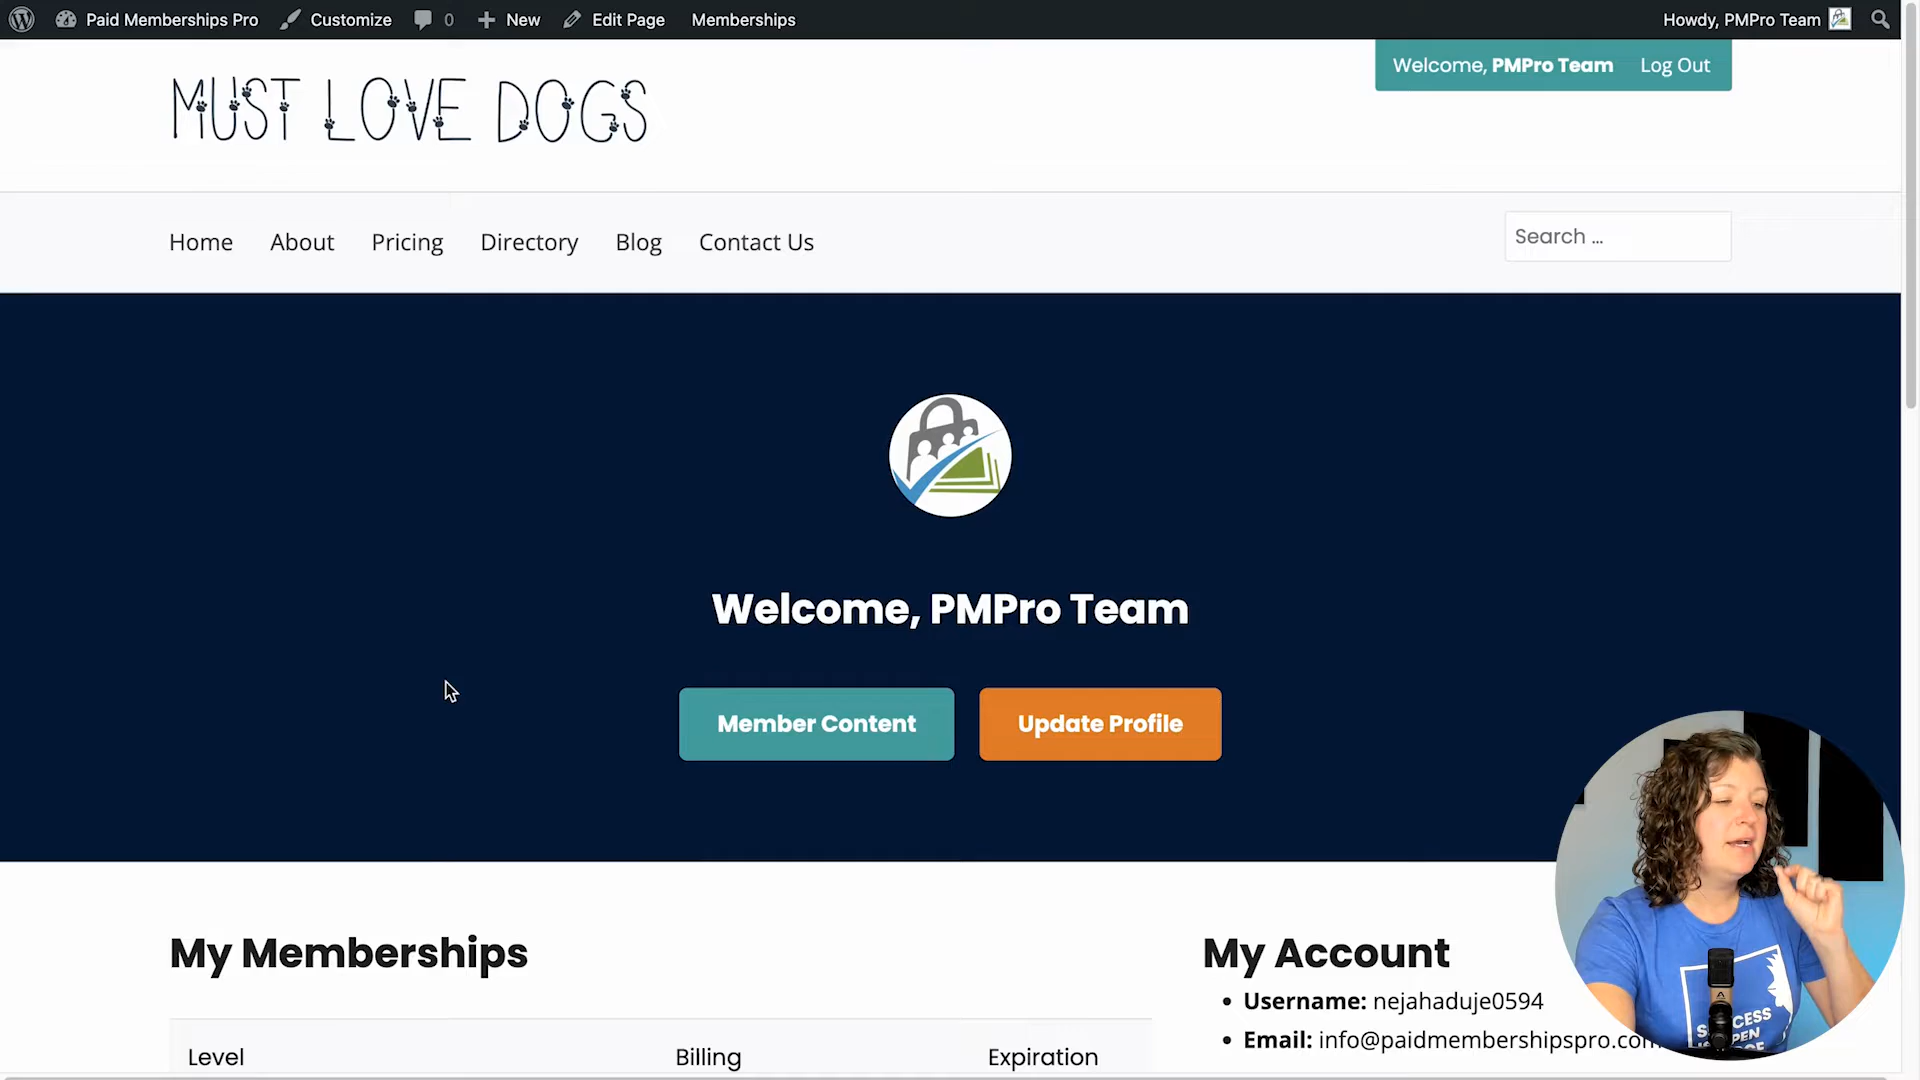 Paid Memberships Pro Customize 0 New Edit Page Memberships Howdy, PMPro Team
Welcome, PMPro Team Log Out
MUST LOVE DOGS
Home About Pricing Directory Blog Contact Us Search …
Welcome, PMPro Team
Member Content Update Profile
My Memberships
Level Billing Expiration
My Account
Username: nejahaduje0594
Email: info@paidmembershipspro.com